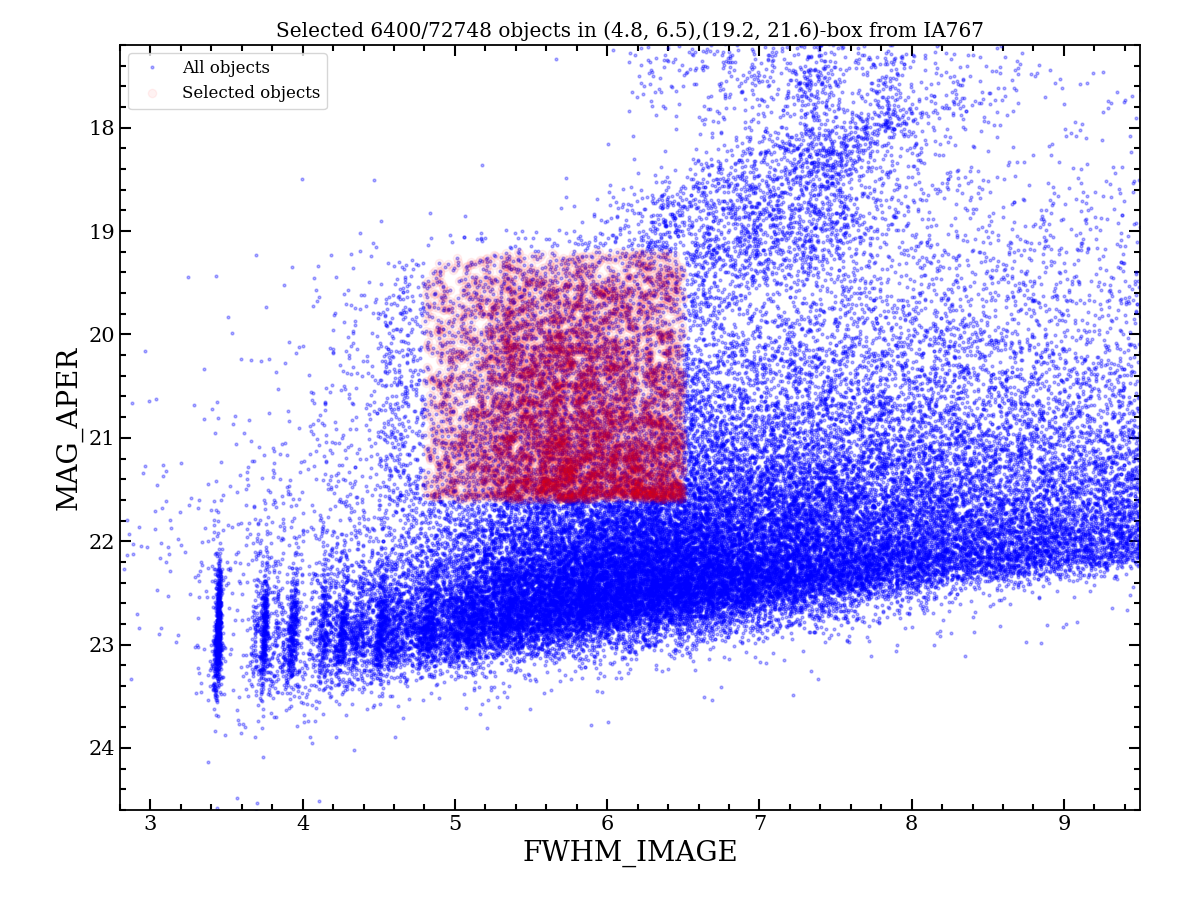 Selected 6400/72748 objects in (4.8, 6.5),(19.2, 21.6)-box from IA767
All objects
Selected objects
18
19
20
21
22
23
24
MAG_APER
3 4 5 6 7 8 9
FWHM_IMAGE